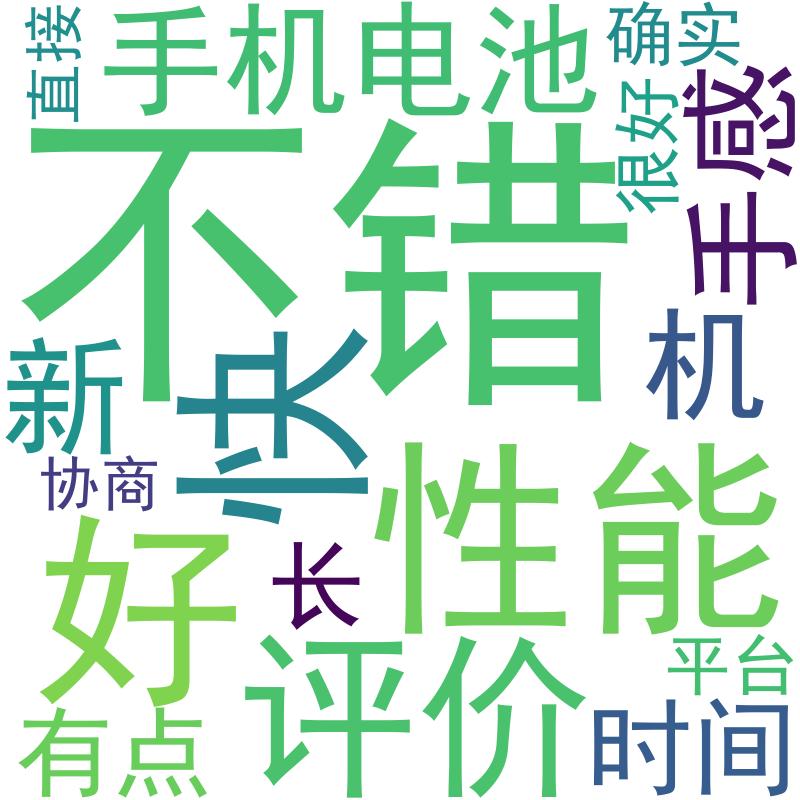 直接
手机电池
确实
很好
手感
不错
机
新
快
协商
性能
好
长
评价
平台
有点
时间